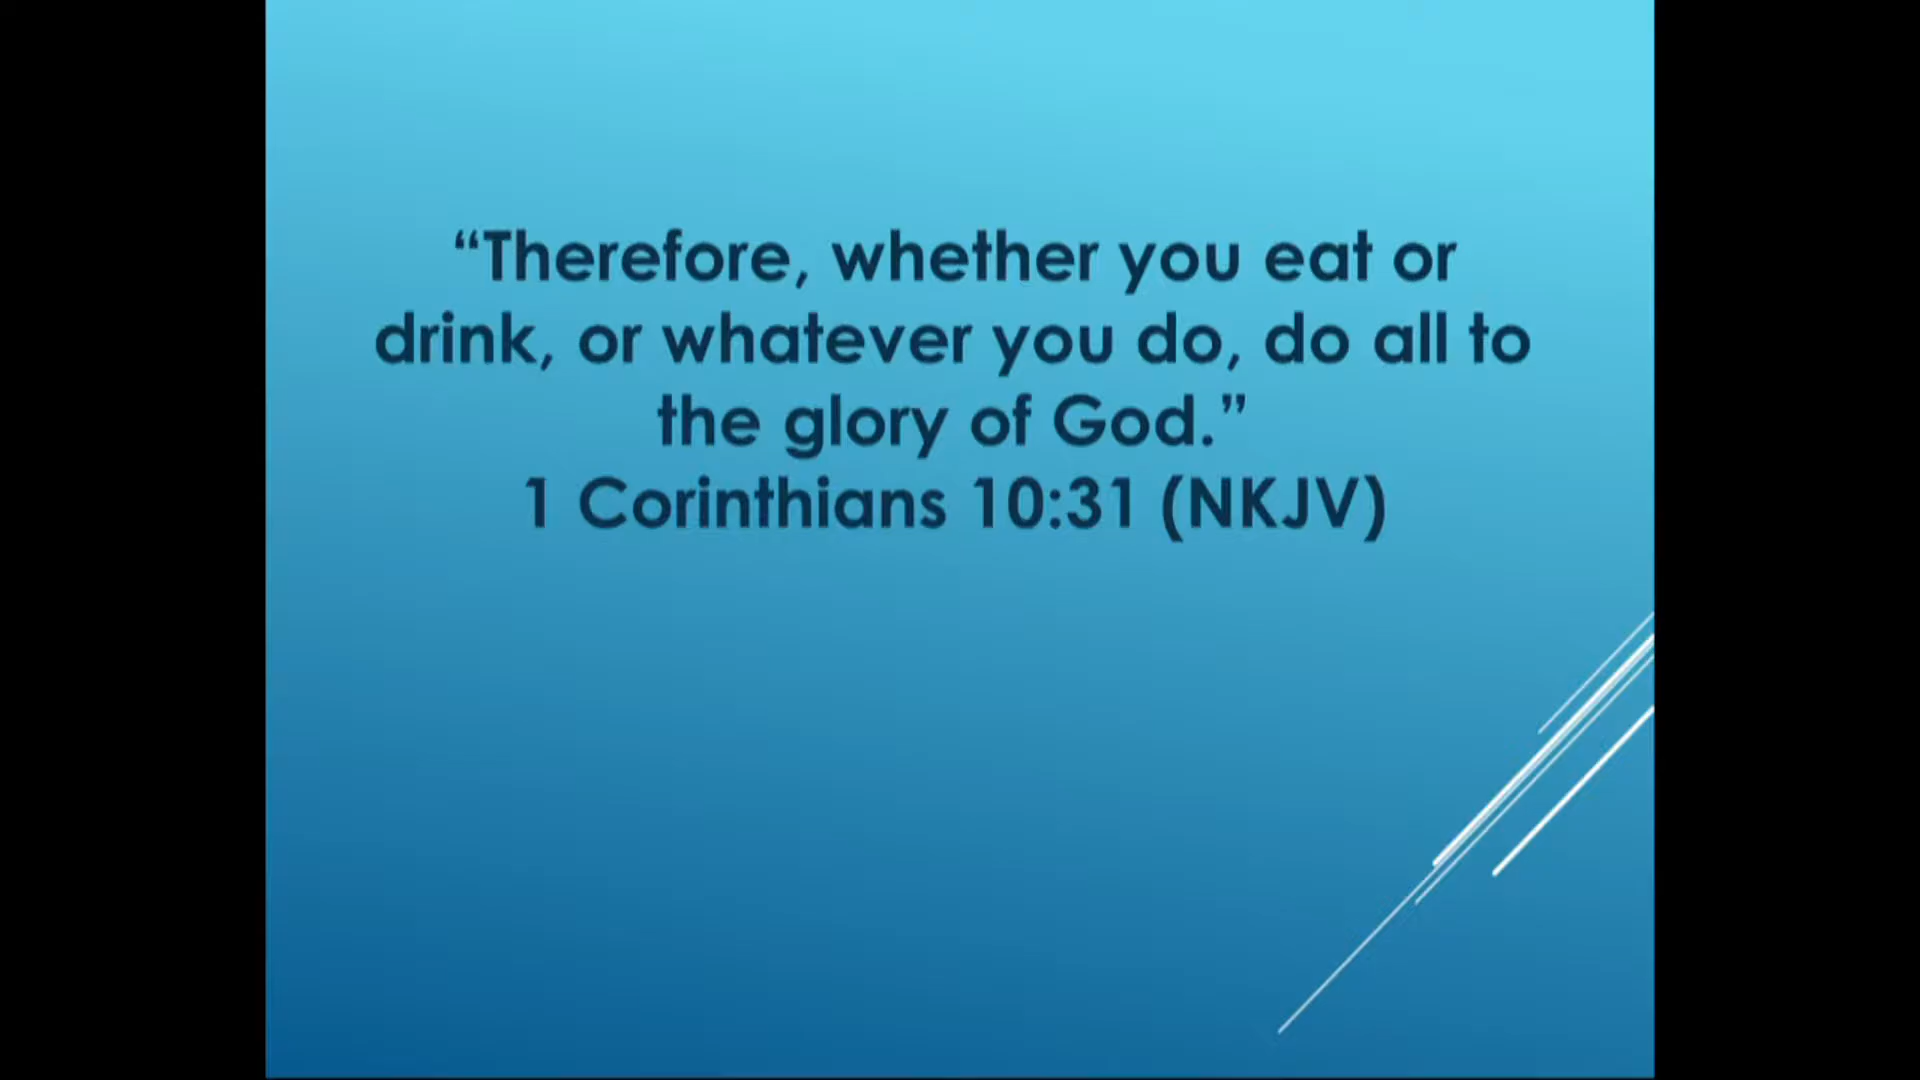 “Therefore, whether you eat or
drink, or whatever you do, do all to
the glory of God.”
1 Corinthians 10:31 (NKJV)